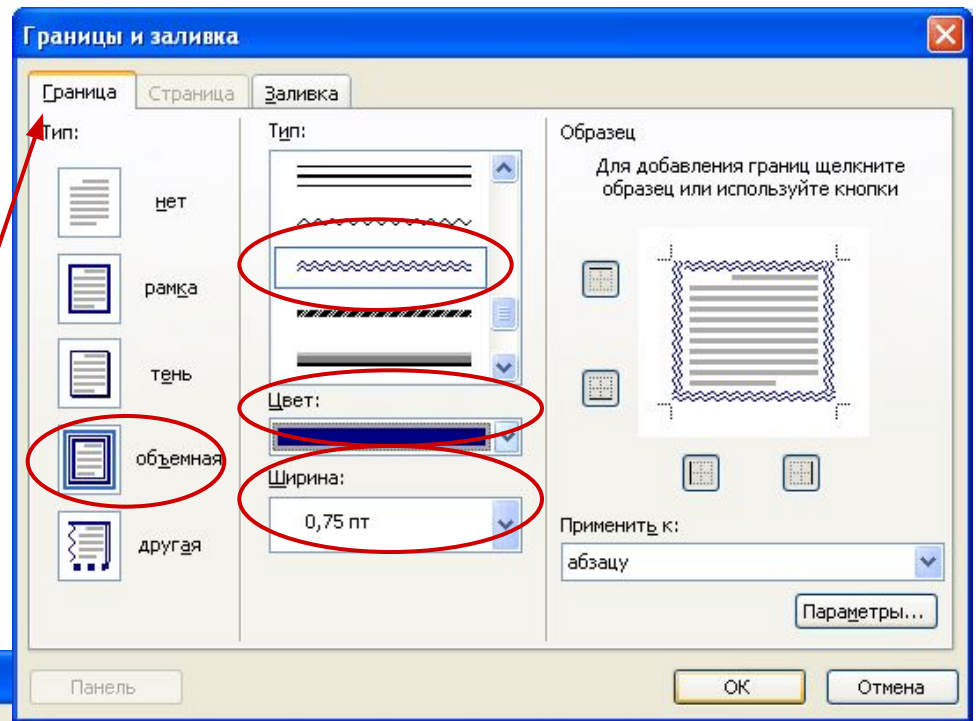 Границы и заливка
Граница Страница Заливка
Тип:
нет
рамка
тень
объемная
другая
Тип:
Цвет:
Ширина:
0,75 пт
Образец
Для добавления границ щелкните
образец или используйте кнопки
Применить к:
абзацу
Параметры...
Панель
ОК
Отмена